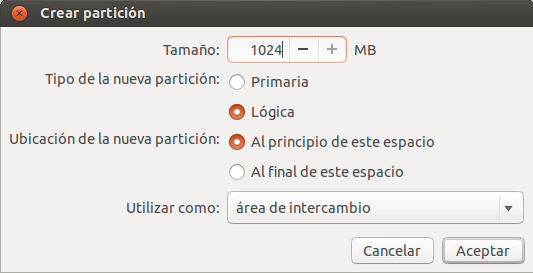 Crear partición
Tamaño: 1024 MB
Tipo de la nueva partición: Primaria
Lógica
Ubicación de la nueva partición: Al principio de este espacio
Al final de este espacio
Utilizar como: área de intercambio
Cancelar Aceptar